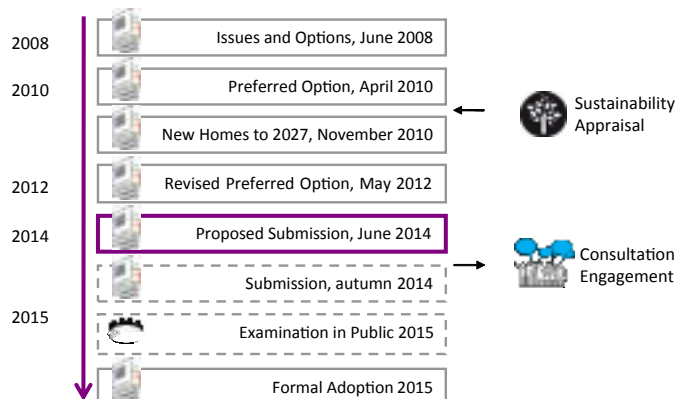 2008
Issues and Options, June 2008
2010
Preferred Option, April 2010
Sustainability
Appraisal
New Homes to 2027, November 2010
2012
Revised Preferred Option, May 2012
2014
Proposed Submission, June 2014
Consultation
Engagement
Submission, autumn 2014
2015
Examination in Public 2015
Formal Adoption 2015